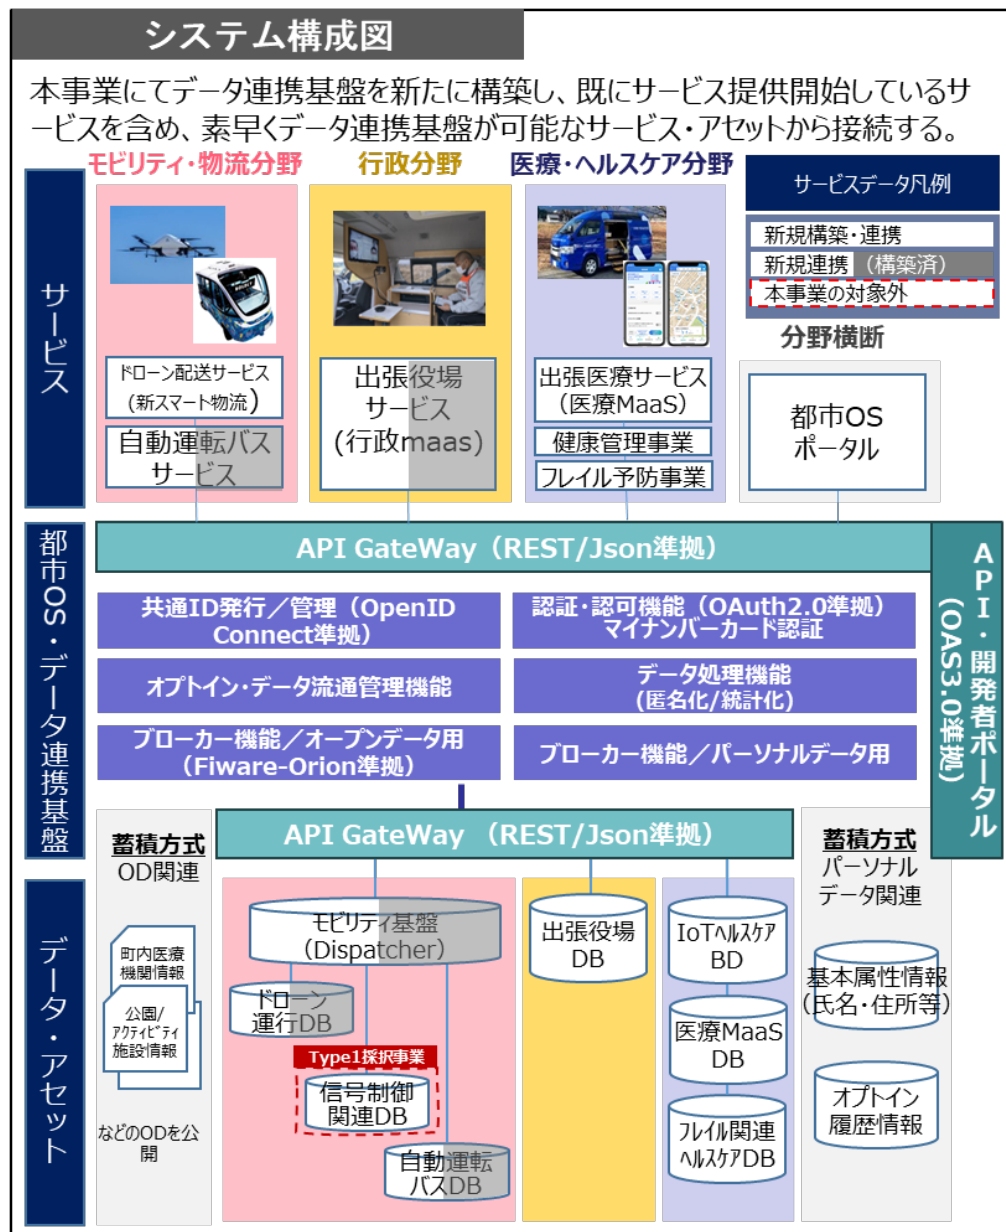 システム構成図
本事業にてデータ連携基盤を新たに構築し、既にサービス提供開始しているサ
ービスを含め、素早くデータ連携基盤が可能なサービス・アセットから接続する。
モビリティ・物流分野
行政分野
医療・ヘルスケア分野
サービスデータ凡例
新規構築・連携
新規連携（構築済）
本事業の対象外
分野横断
サービス
ドローン配送サービス
(新スマート物流)
自動運転バス
サービス
出張役場
サービス
(行政maas)
出張医療サービス
（医療MaaS）
健康管理事業
フレイル予防事業
都市OS
ポータル
都市OS・データ連携基盤
API GateWay（REST/Json準拠）
API・開発者ポータル
(OAS3.0準拠)
共通ID発行／管理（OpenID
Connect準拠）
認証・認可機能（OAuth2.0準拠）
マイナンバーカード認証
オプトイン・データ流通管理機能
データ処理機能
(匿名化/統計化)
ブローカー機能／オープンデータ用
（Fiware-Orion準拠）
ブローカー機能／パーソナルデータ用
API GateWay （REST/Json準拠）
データ・アセット
蓄積方式
OD関連
町内医療
機関情報
公園/
アクティビティ
施設情報
などのODを公
開
モビリティ基盤
（Dispatcher）
ドローン
運行DB
Type1採択事業
信号制御
関連DB
自動運転
バスDB
出張役場
DB
IoTヘルスケア
BD
医療MaaS
DB
フレイル関連
ヘルスケアDB
蓄積方式
パーソナル
データ関連
基本属性情報
（氏名・住所等）
オプトイン
履歴情報